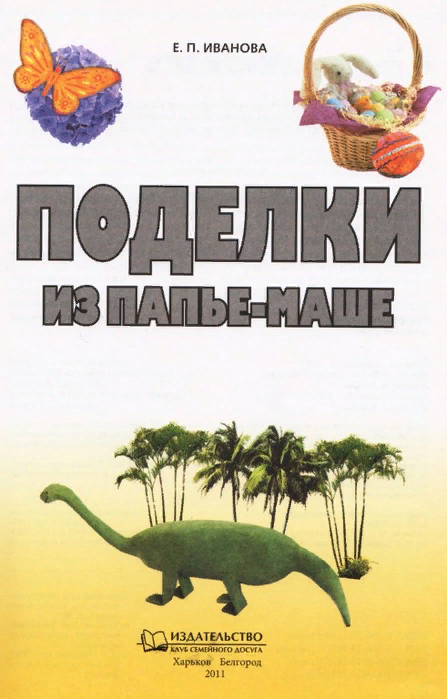 Е. П. ИВАНОВА
ПОДЕЛКИ
ИЗ ПАПЬЕ-МАШЕ
ИЗДАТЕЛЬСТВО
КЛУБ СЕМЕЙНОГО ДОСУГА
Харьков Белгород
2011